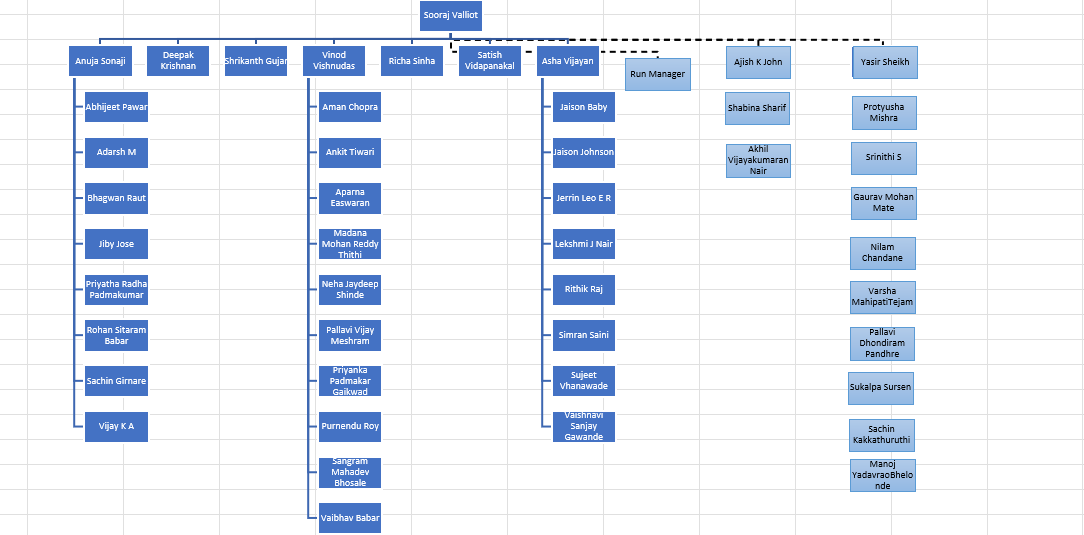 Sooraj Valliot
Anuja Sonaji
Deepak
Krishnan
Shrikanth Gujar
Vinod
Vishnudas
Richa Sinha
Satish
Vidapanakal
Asha Vijayan
Run Manager
Ajish K John
Yasir Sheikh
Abhijeet Pawar
Adarsh M
Bhagwan Raut
Jiby Jose
Priyatha Radha
Padmakumar
Rohan Sitaram
Babar
Sachin Girnare
Vijay K A
Aman Chopra
Ankit Tiwari
Aparna
Easwaran
Madana
Mohan Reddy
Thithi
Neha Jaydeep
Shinde
Pallavi Vijay
Meshram
Priyanka
Padmakar
Gaikwad
Purnendu Roy
Sangram
Mahadev
Bhosale
Vaibhav Babar
Jaison Baby
Jaison Johnson
Jerrin Leo E R
Lekshmi J Nair
Rithik Raj
Simran Saini
Sujeet
Vhanawade
Vaishnavi
Sanjay
Gawande
Shabina Sharif
Akhil
Vijayakumaran
Nair
Protyusha
Mishra
Srinithi S
Gaurav Mohan
Mate
Nilam
Chandane
Varsha
MahipatiTejam
Pallavi
Dhondiram
Pandhre
Sukalpa Sursen
Sachin
Kakkathuruthi
Manoj
YadavraoBhelo
nde